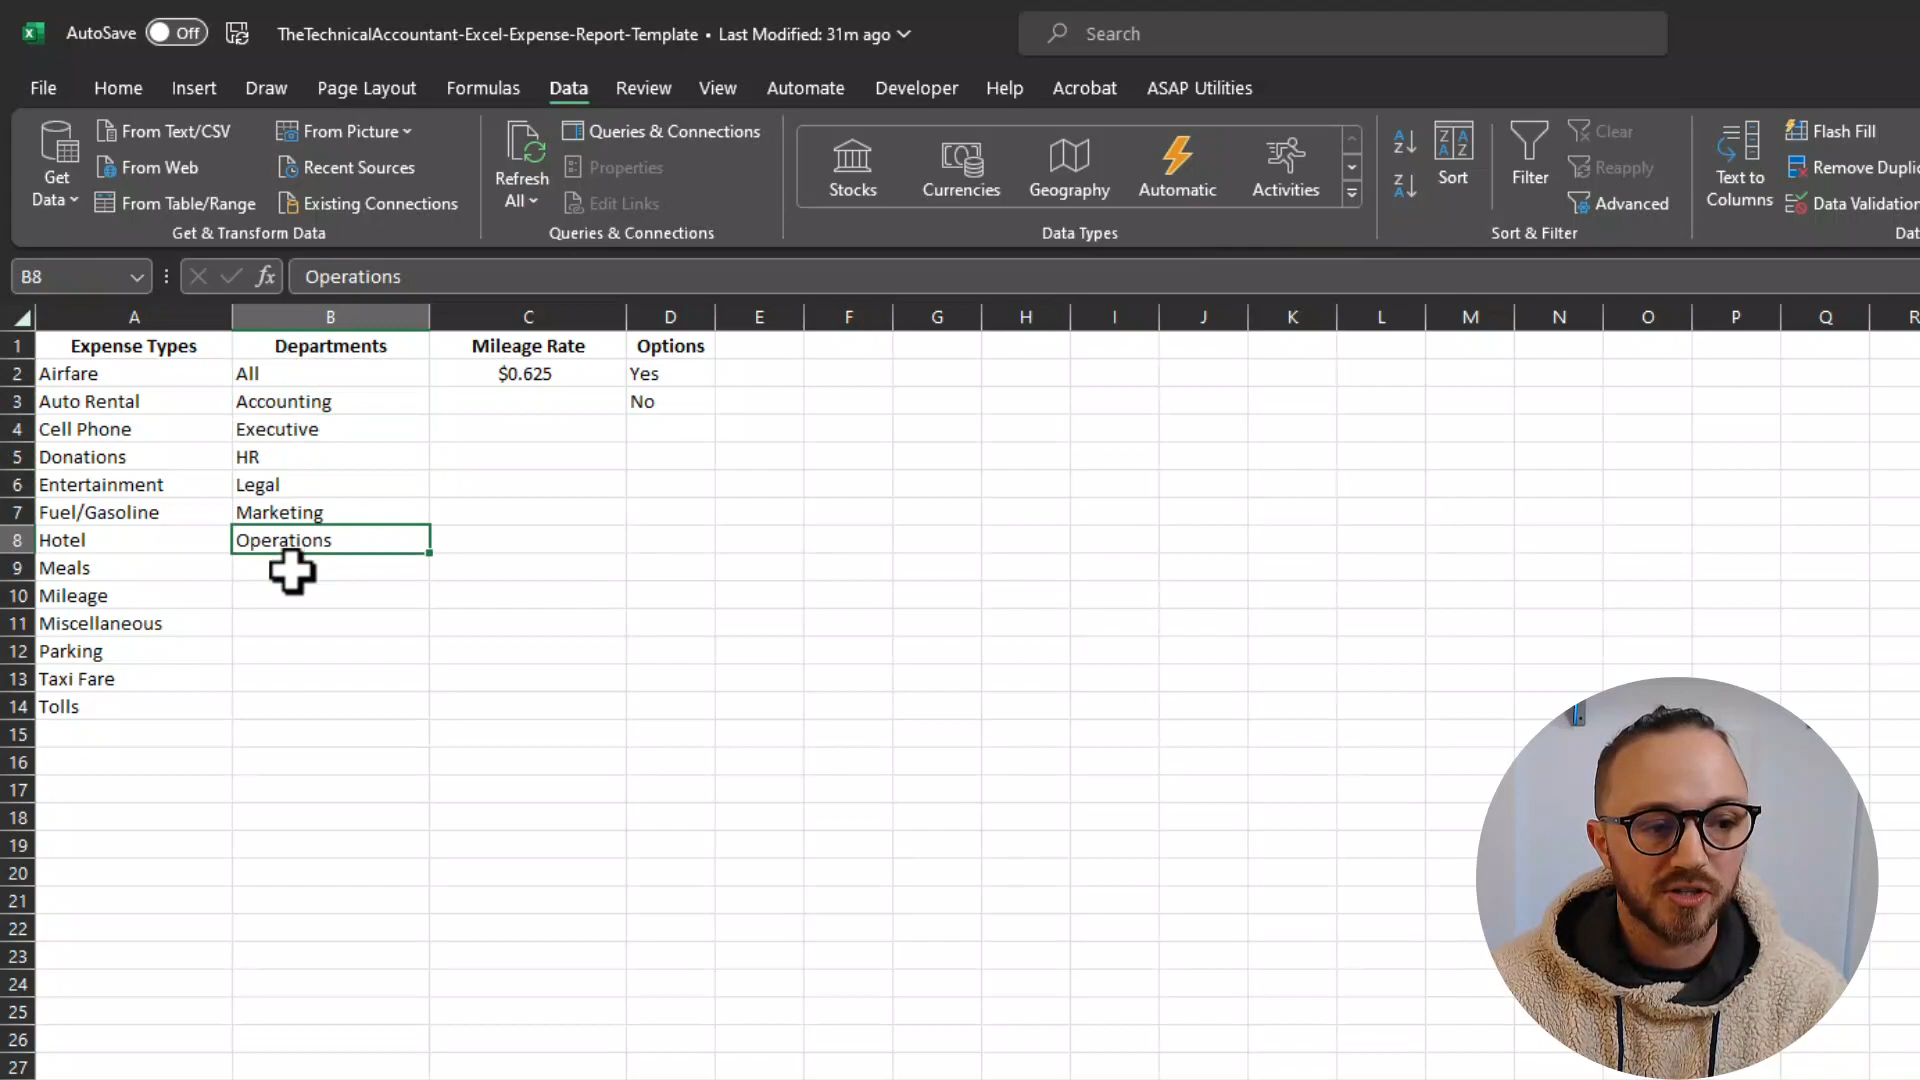 AutoSave Off TheTechnicalAccountant-Excel-Expense-Report-Template • Last Modified: 31m ago Search
File Home Insert Draw Page Layout Formulas Data Review View Automate Developer Help Acrobat ASAP Utilities
Get Data
From Text/CSV
From Web
From Table/Range
From Picture
Recent Sources
Existing Connections
Get & Transform Data
Refresh All
Queries & Connections
Properties
Edit Links
Queries & Connections
Stocks Currencies Geography Automatic Activities
Data Types
Sort
Filter
Clear
Reapply
Advanced
Sort & Filter
Text to Columns
Flash Fill
Remove Duplic
Data Validation
Dat
B8 fx Operations
A B C D E F G H I J K L M N O P Q R
1 Expense Types Departments Mileage Rate Options
2 Airfare All $0.625 Yes
3 Auto Rental Accounting No
4 Cell Phone Executive
5 Donations HR
6 Entertainment Legal
7 Fuel/Gasoline Marketing
8 Hotel Operations
9 Meals
10 Mileage
11 Miscellaneous
12 Parking
13 Taxi Fare
14 Tolls
15
16
17
18
19
20
21
22
23
24
25
26
27